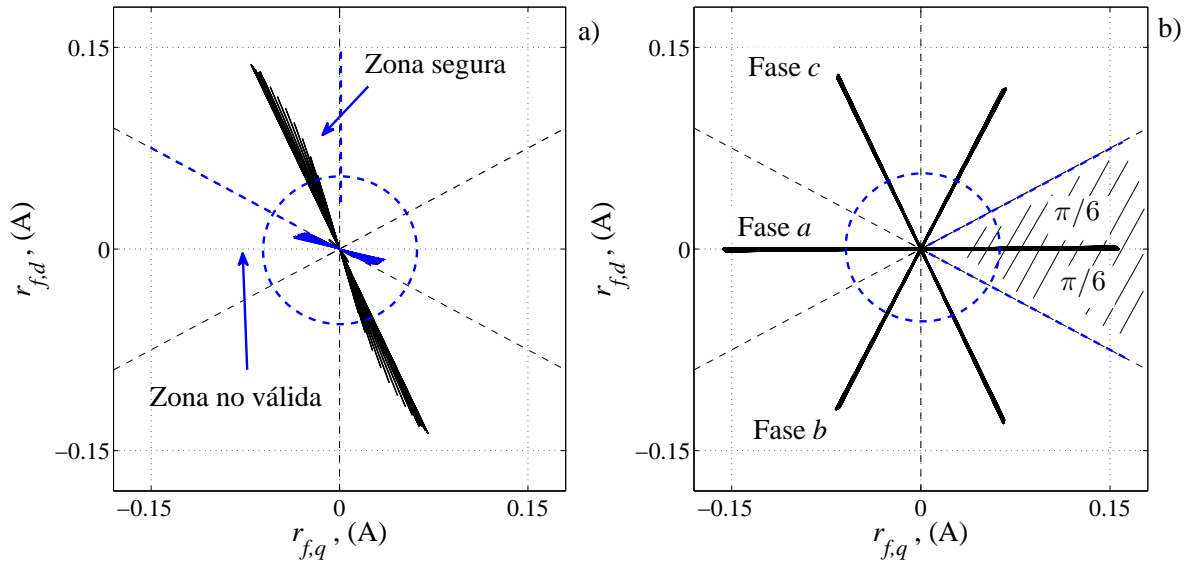 a)
0.15
0
−0.15
−0.15
0
0.15
r_{f,d} , (A)
r_{f,q} , (A)
Zona segura
Zona no válida
b)
0.15
0
−0.15
−0.15
0
0.15
r_{f,d} , (A)
r_{f,q} , (A)
Fase c
Fase a
Fase b
π/6
π/6